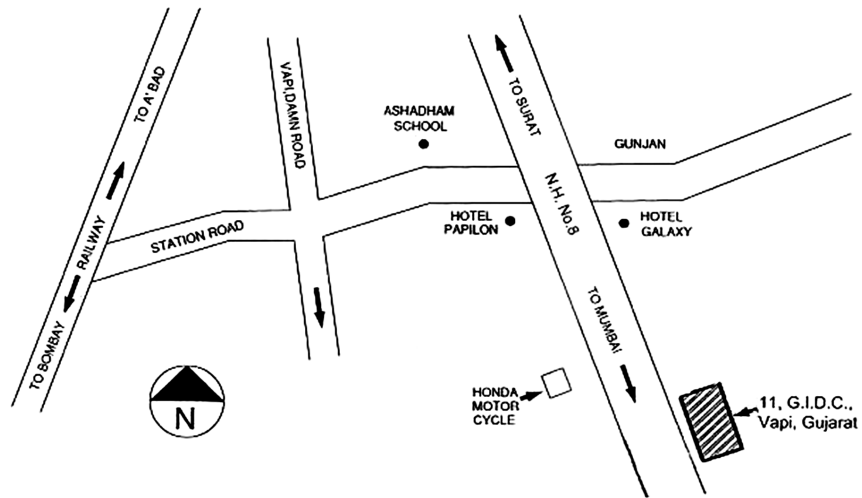 TO A' BAD
RAILWAY
TO BOMBAY
STATION ROAD
VAPI,DAMN ROAD
ASHADHAM
SCHOOL
TO SURAT
N.H. No.8
TO MUMBAI
GUNJAN
HOTEL
PAPILON
HOTEL
GALAXY
HONDA
MOTOR
CYCLE
11, G.I.D.C.,
Vapi, Gujarat
N